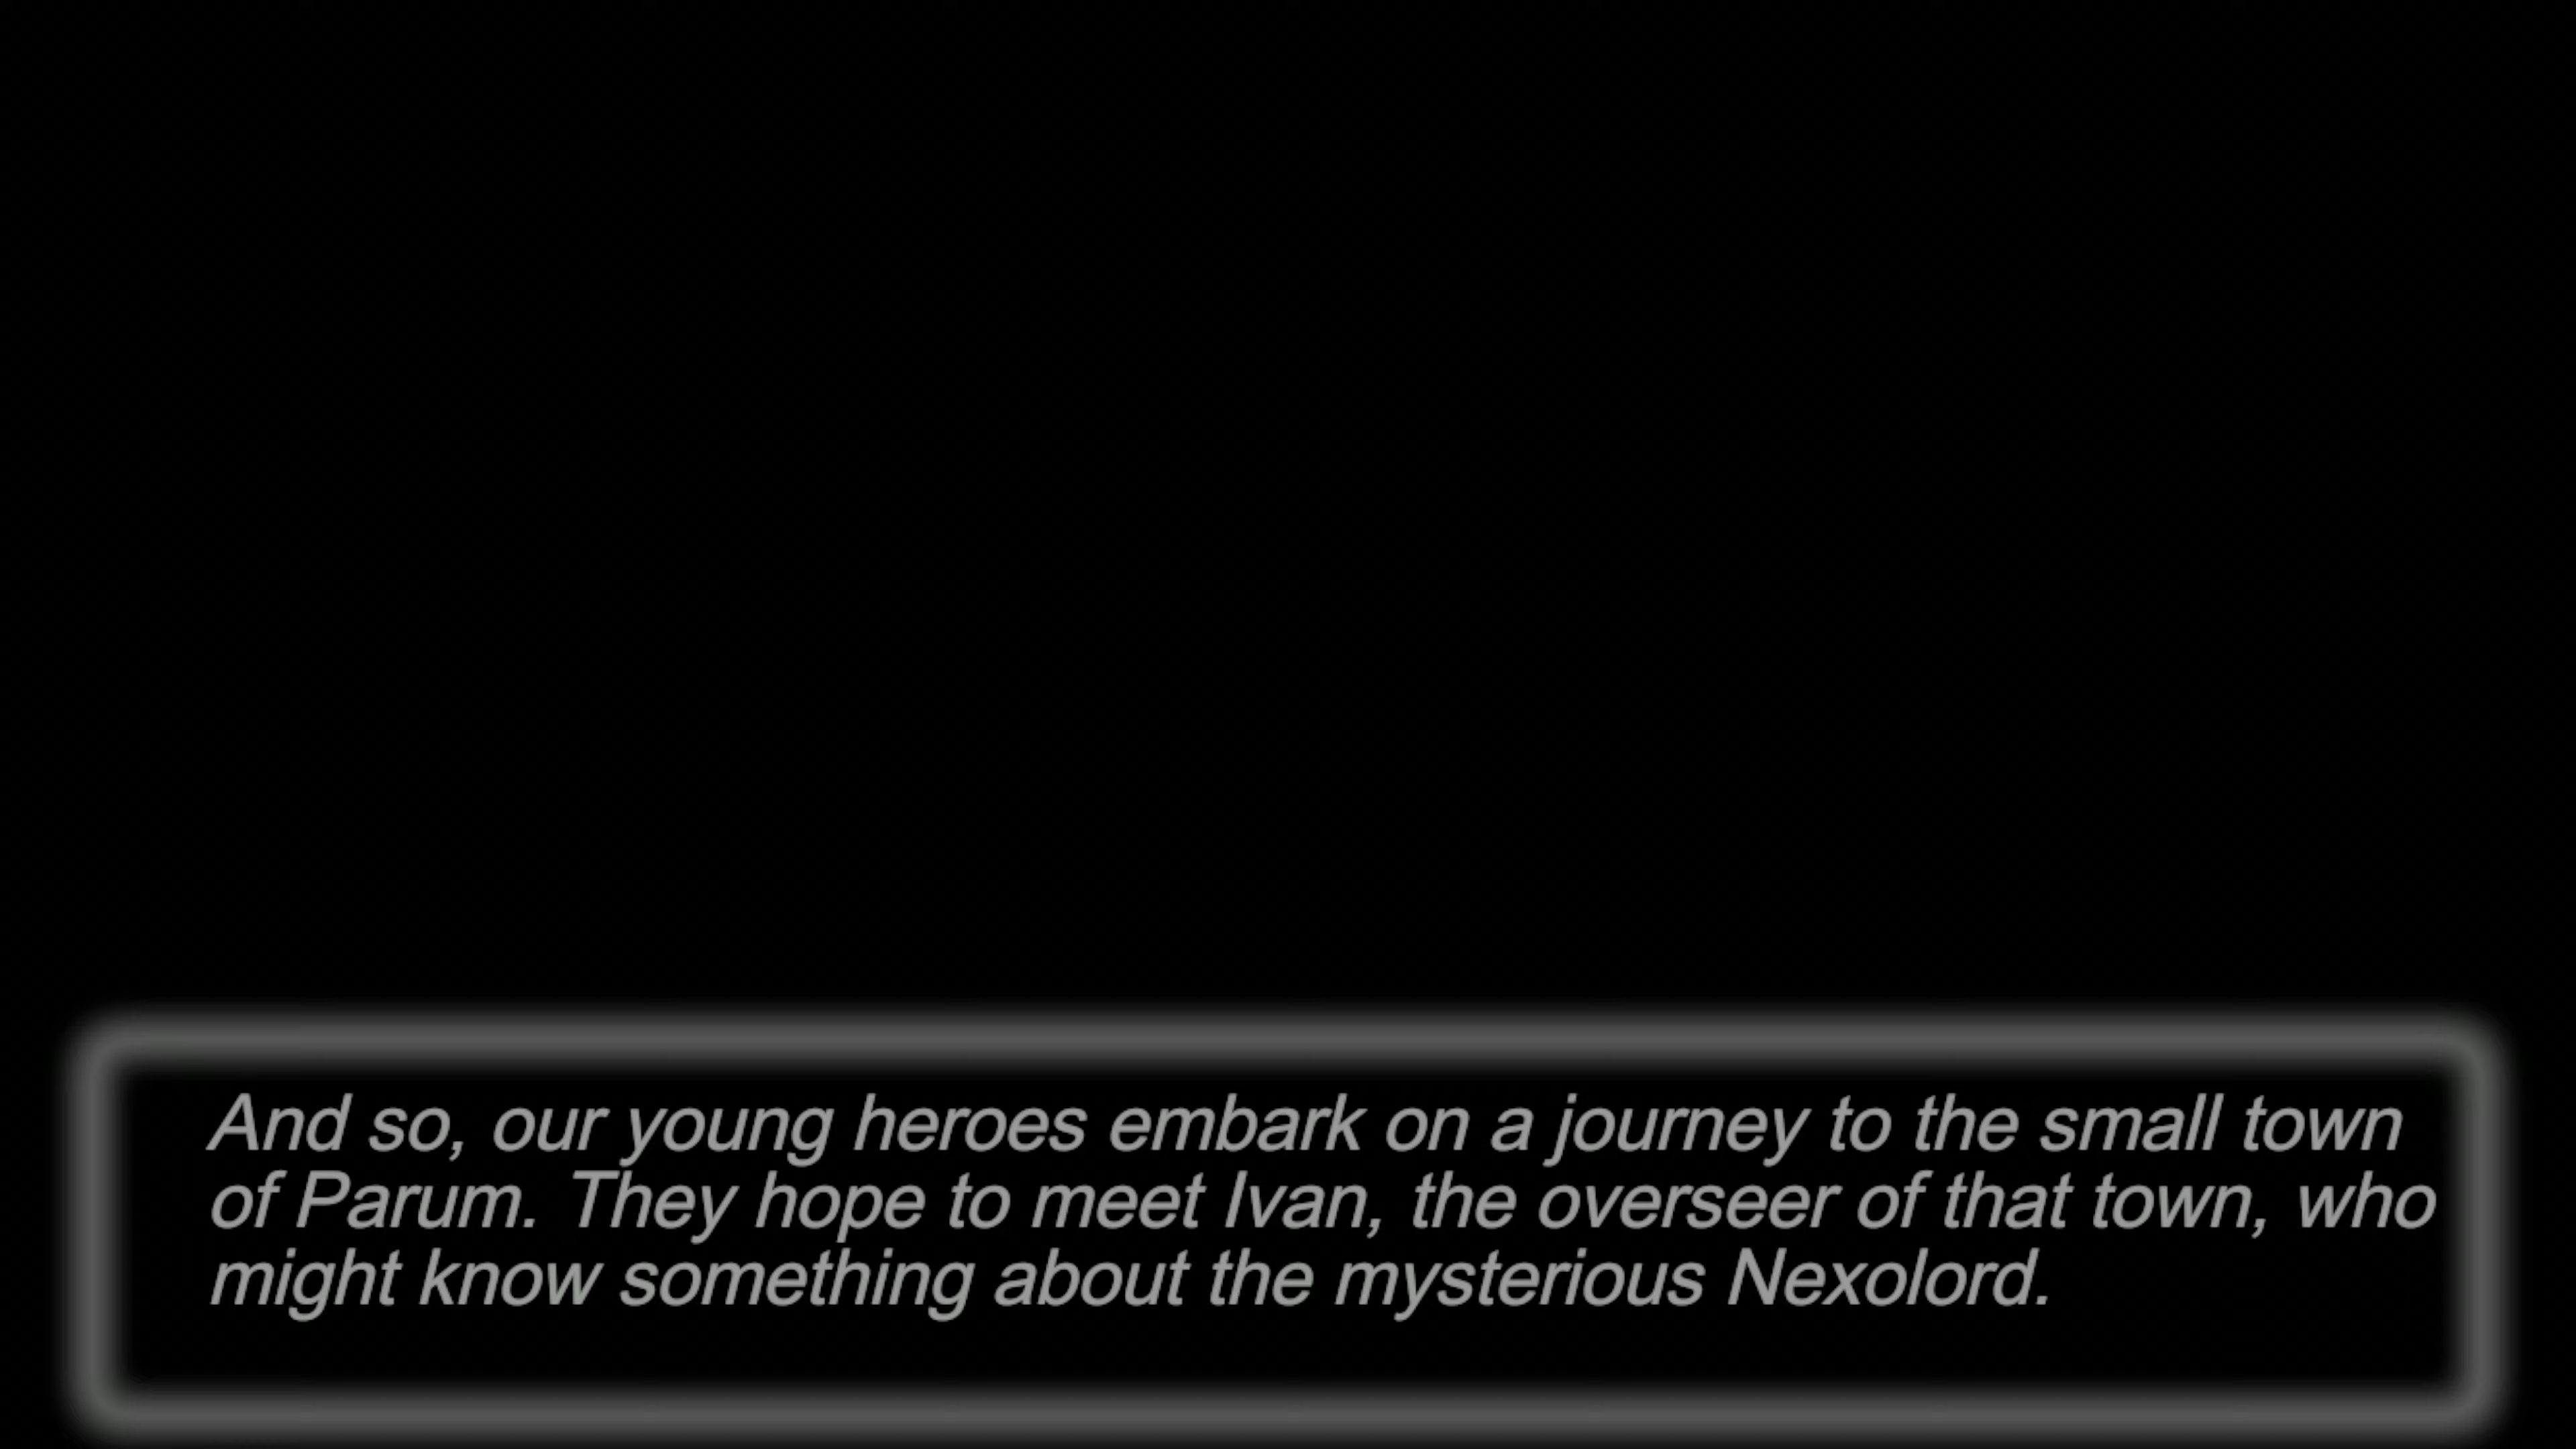 And so, our young heroes embark on a journey to the small town
of Parum. They hope to meet Ivan, the overseer of that town, who
might know something about the mysterious Nexolord.